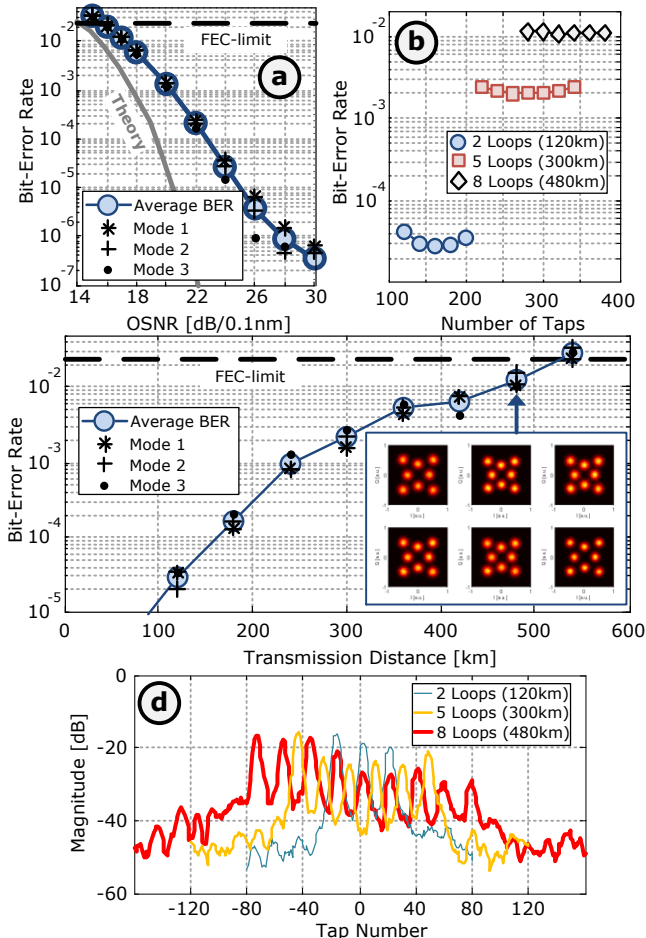 a
FEC-limit
Theory
Bit-Error Rate
10⁻²
10⁻³
10⁻⁴
10⁻⁵
10⁻⁶
10⁻⁷
Average BER
Mode 1
Mode 2
Mode 3
14 18 22 26 30
OSNR [dB/0.1nm]
b
Bit-Error Rate
10⁻²
10⁻³
10⁻⁴
2 Loops (120km)
5 Loops (300km)
8 Loops (480km)
100 200 300 400
Number of Taps
FEC-limit
Bit-Error Rate
10⁻²
10⁻³
10⁻⁴
10⁻⁵
Average BER
Mode 1
Mode 2
Mode 3
0 100 200 300 400 500 600
Transmission Distance [km]
d
Magnitude [dB]
0
-20
-40
-60
2 Loops (120km)
5 Loops (300km)
8 Loops (480km)
-120 -80 -40 0 40 80 120
Tap Number